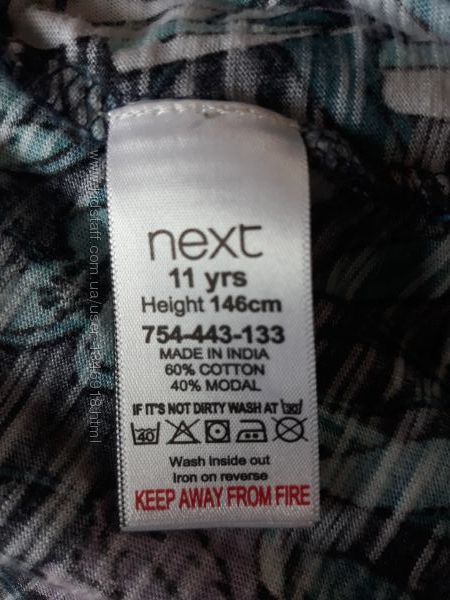 next
11 yrs
Height 146cm
754-443-133
MADE IN INDIA
60% COTTON
40% MODAL
IF IT'S NOT DIRTY WASH AT 30
40
Wash Inside out
Iron on reverse
KEEP AWAY FROM FIRE